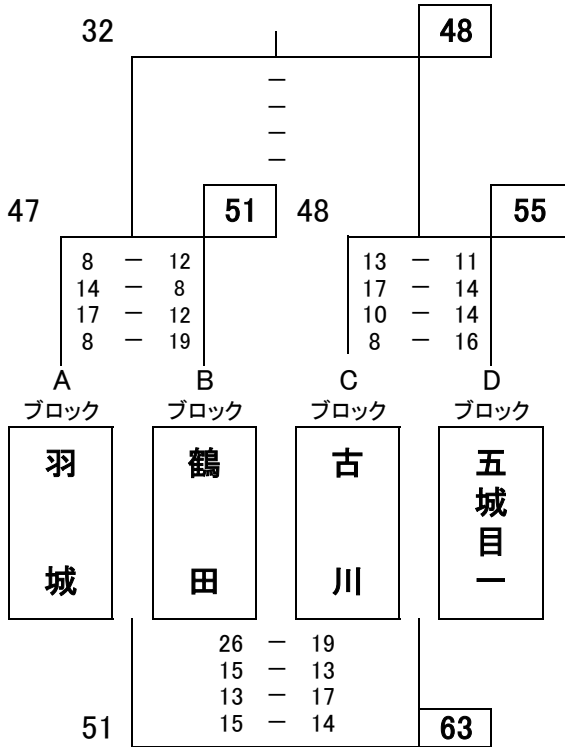 32 48
－
－
－
－
47 51 48 55
8 － 12 13 － 11
14 － 8 17 － 14
17 － 12 10 － 14
8 － 19 8 － 16
A B C D
ブロック ブロック ブロック ブロック
羽城 鶴田 古川 五城目一
26 － 19
15 － 13
13 － 17
15 － 14
51 63